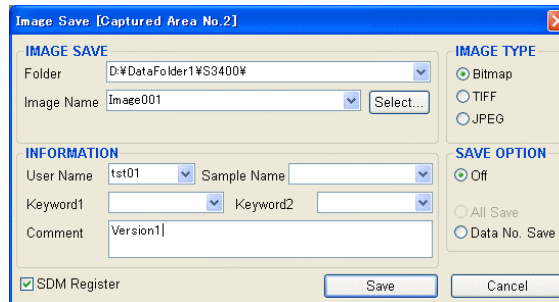 Image Save [Captured Area No.2]
IMAGE SAVE
Folder D:¥DataFolder1¥S3400¥
Image Name Image001 Select...
IMAGE TYPE
Bitmap
TIFF
JPEG
INFORMATION
User Name tst01 Sample Name
Keyword1 Keyword2
Comment Version1
SAVE OPTION
Off
All Save
Data No. Save
SDM Register Save Cancel